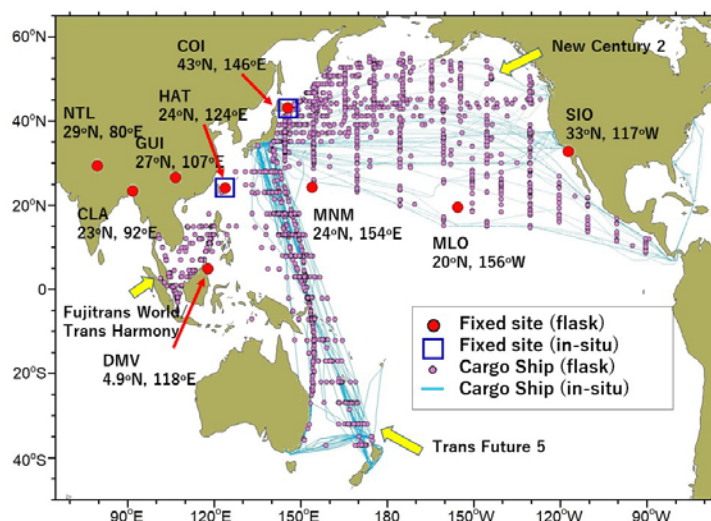 60°N
40°N
20°N
0
20°S
40°S
COI
43°N, 146°E
New Century 2
HAT
24°N, 124°E
NTL
29°N, 80°E
GUI
27°N, 107°E
SIO
33°N, 117°W
CLA
23°N, 92°E
MNM
24°N, 154°E
MLO
20°N, 156°W
Fujitrans World
Trans Harmony
DMV
4.9°N, 118°E
Fixed site (flask)
Fixed site (in-situ)
Cargo Ship (flask)
Cargo Ship (in-situ)
Trans Future 5
90°E
120°E
150°E
180°
150°W
120°W
90°W